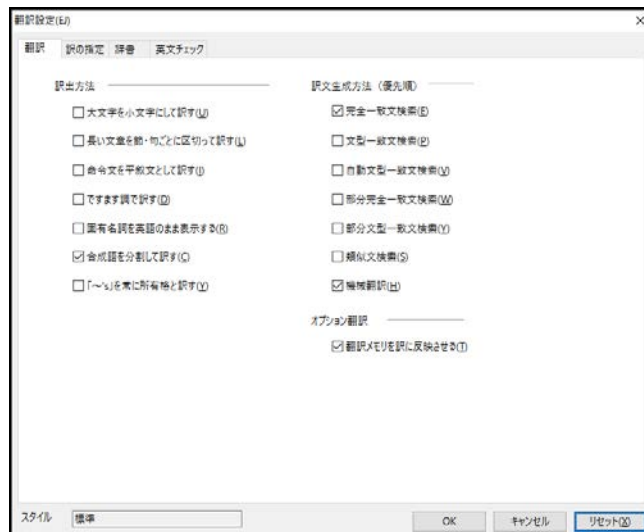 翻訳設定(EJ)
翻訳 訳の指定 辞書 英文チェック
訳出方法
大文字を小文字にして訳す(U)
長い文章を節・句ごとに区切って訳す(L)
命令文を平叙文として訳す(I)
ですます調で訳す(D)
固有名詞を英語のまま表示する(R)
合成語を分割して訳す(C)
「~'s」を常に所有格と訳す(Y)
訳文生成方法（優先順）
完全一致文検索(E)
文型一致文検索(P)
自動文型一致文検索(V)
部分完全一致文検索(W)
部分文型一致文検索(Y)
類似文検索(S)
機械翻訳(H)
オプション翻訳
翻訳メモリを訳に反映させる(T)
スタイル 標準 OK キャンセル リセット(X)